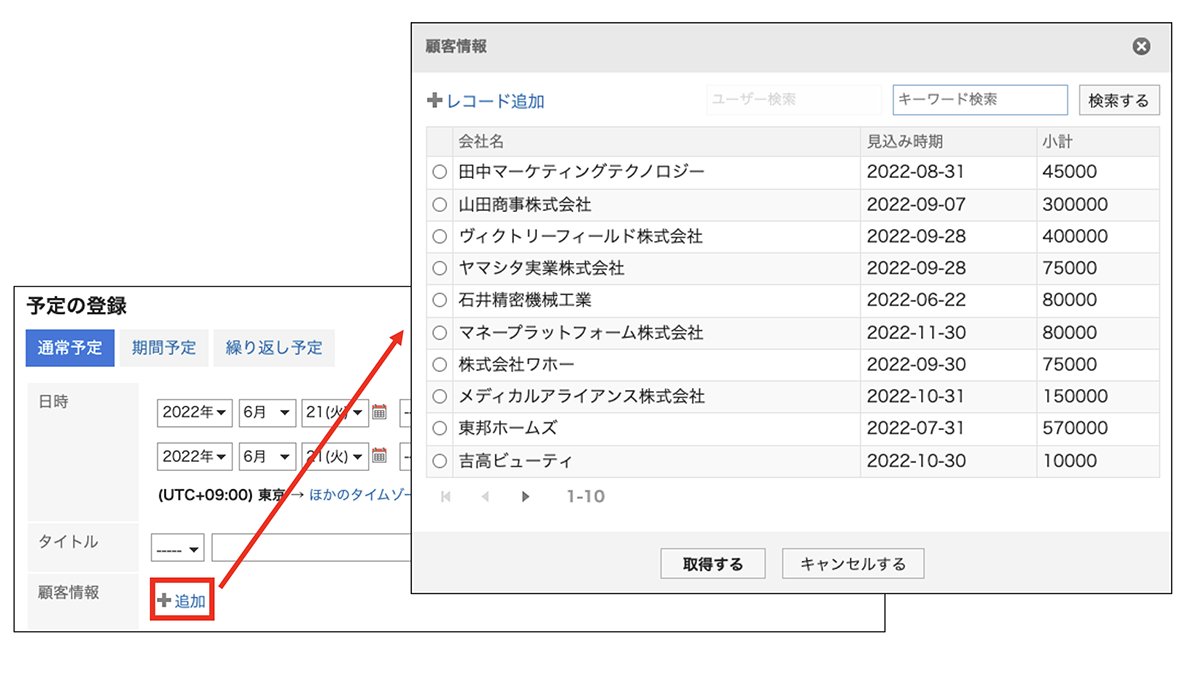 顧客情報
レコード追加 ユーザー検索 キーワード検索 検索する
会社名 見込み時期 小計
田中マーケティングテクノロジー 2022-08-31 45000
山田商事株式会社 2022-09-07 300000
ヴィクトリーフィールド株式会社 2022-09-28 400000
ヤマシタ実業株式会社 2022-09-28 75000
石井精密機械工業 2022-06-22 80000
マネープラットフォーム株式会社 2022-11-30 80000
株式会社ワホー 2022-09-30 75000
メディカルアライアンス株式会社 2022-10-31 150000
東邦ホームズ 2022-07-31 570000
吉高ビューティ 2022-10-30 10000
1-10
取得する キャンセルする
予定の登録
通常予定 期間予定 繰り返し予定
日時
2022年 6月 21(火) --
2022年 6月 21(火) --
(UTC+09:00) 東京 → ほかのタイムゾー
タイトル -----
顧客情報 追加